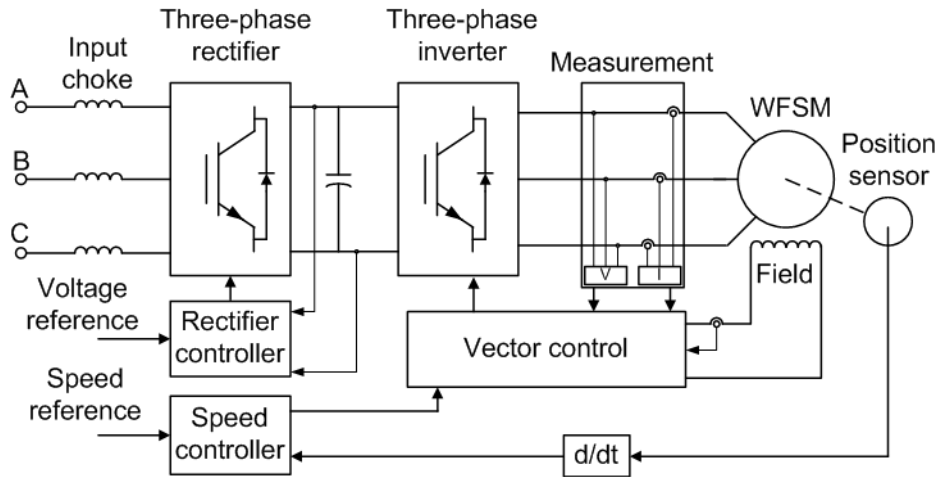 Three-phase
rectifier
Three-phase
inverter
Input
choke
Measurement
WFSM
Position
sensor
A
B
C
V
I
Field
Voltage
reference
Rectifier
controller
Vector control
Speed
reference
Speed
controller
d/dt